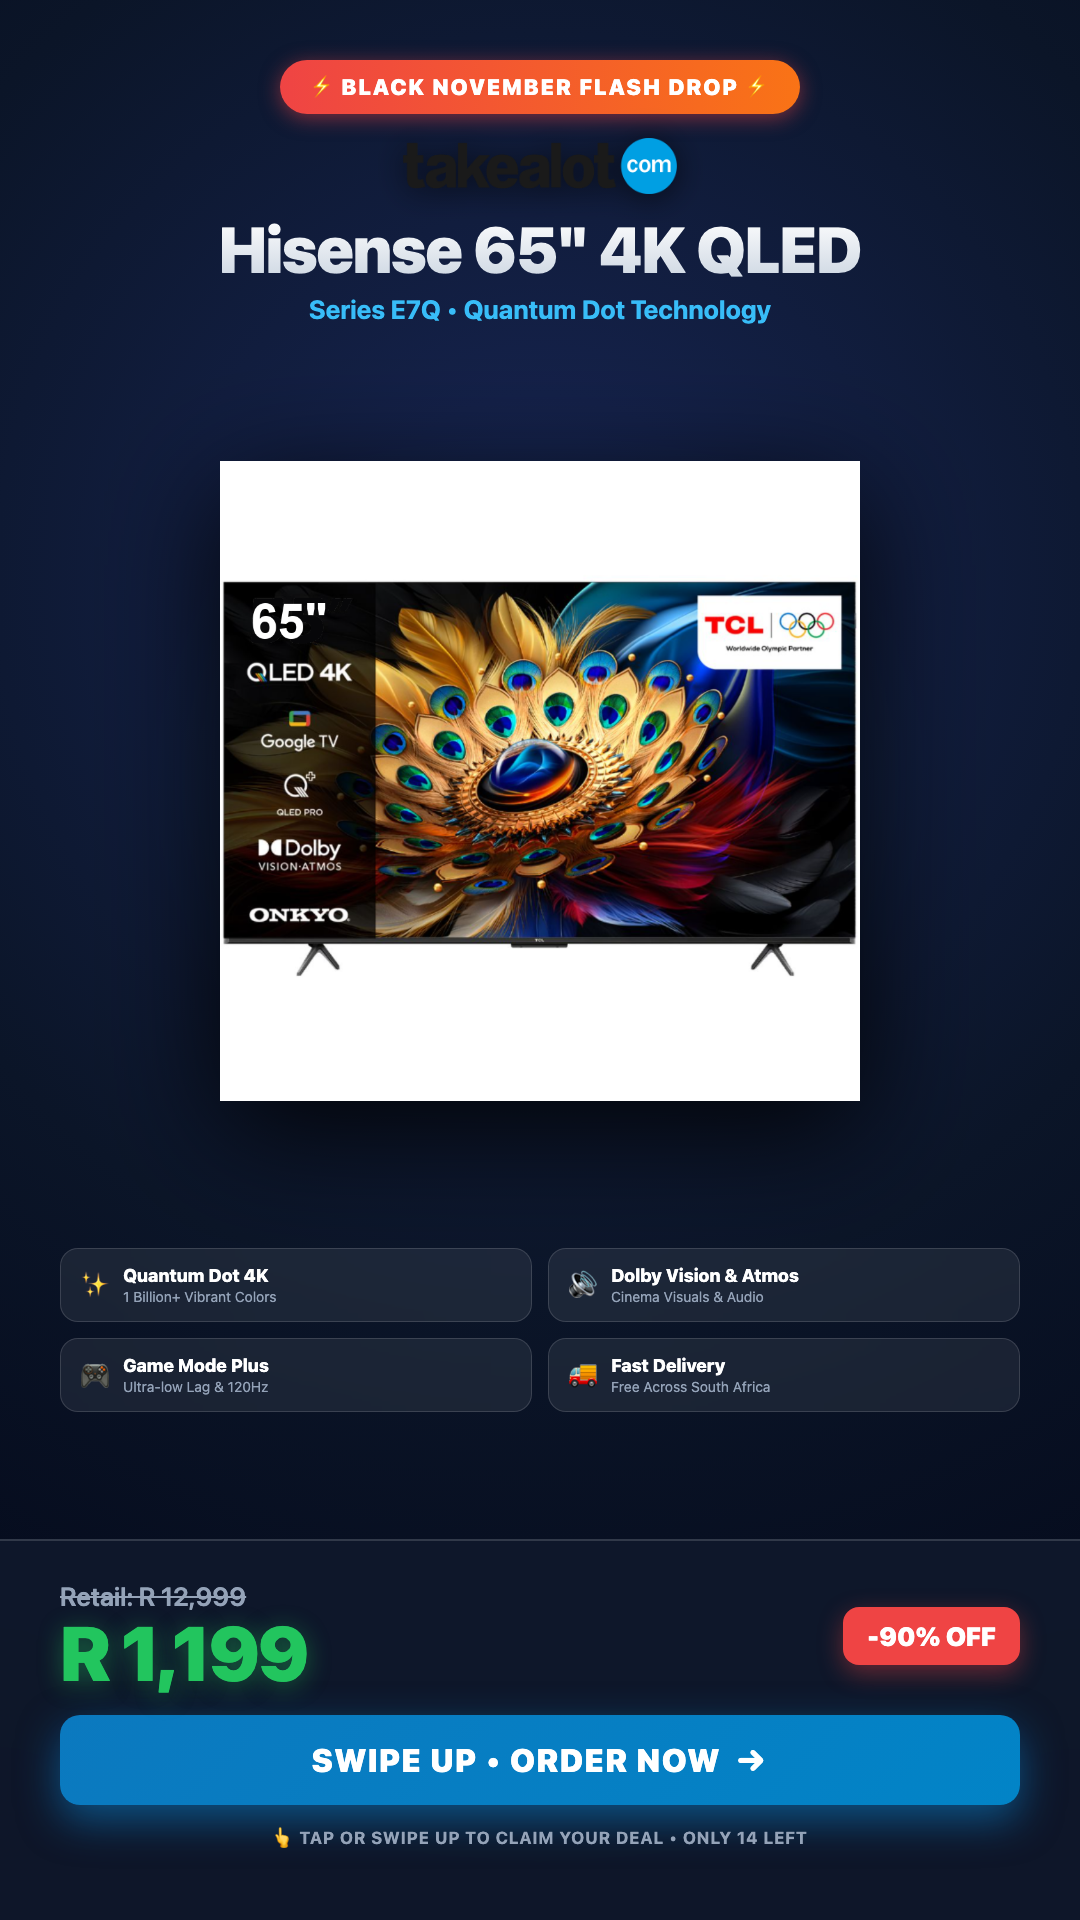 ⚡ BLACK NOVEMBER FLASH DROP ⚡
takealot com
Hisense 65" 4K QLED
Series E7Q • Quantum Dot Technology
65"
QLED 4K
Google TV
Q+
QLED PRO
Dolby
VISION·ATMOS
ONKYO
TCL
Worldwide Olympic Partner
TCL
Quantum Dot 4K
1 Billion+ Vibrant Colors
Dolby Vision & Atmos
Cinema Visuals & Audio
Game Mode Plus
Ultra-low Lag & 120Hz
Fast Delivery
Free Across South Africa
Retail: R 12,999
R 1,199
-90% OFF
SWIPE UP • ORDER NOW →
👆 TAP OR SWIPE UP TO CLAIM YOUR DEAL • ONLY 14 LEFT